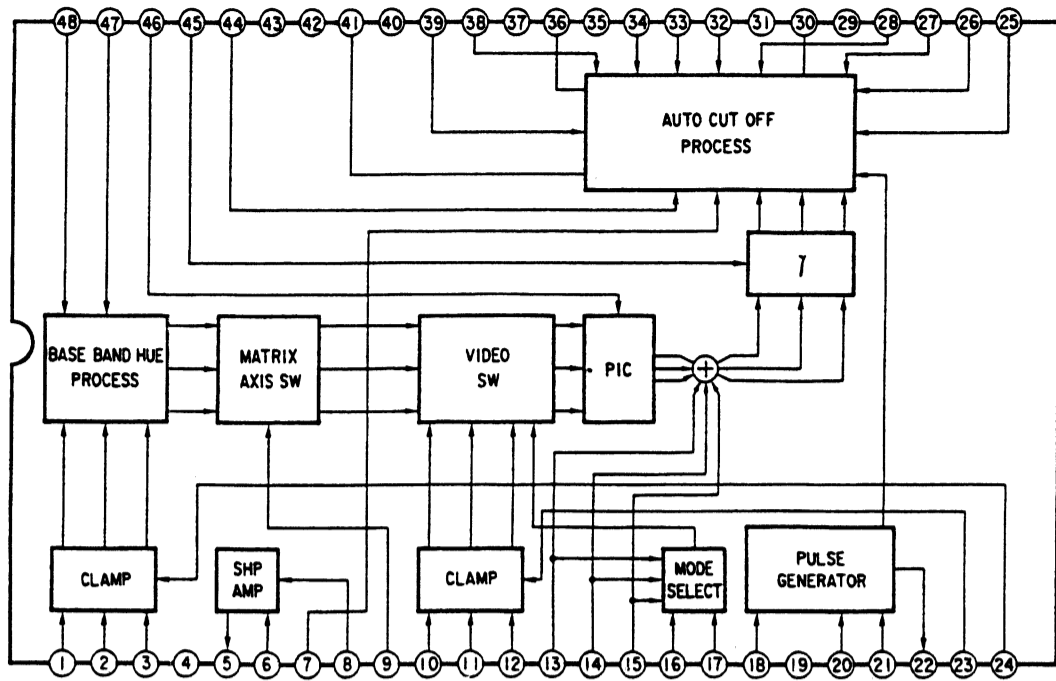 48 47 46 45 44 43 42 41 40 39 38 37 36 35 34 33 32 31 30 29 28 27 26 25
AUTO CUT OFF
PROCESS
γ
BASE BAND HUE
PROCESS
MATRIX
AXIS SW
VIDEO
SW
PIC
+
CLAMP
SHP
AMP
CLAMP
MODE
SELECT
PULSE
GENERATOR
1 2 3 4 5 6 7 8 9 10 11 12 13 14 15 16 17 18 19 20 21 22 23 24